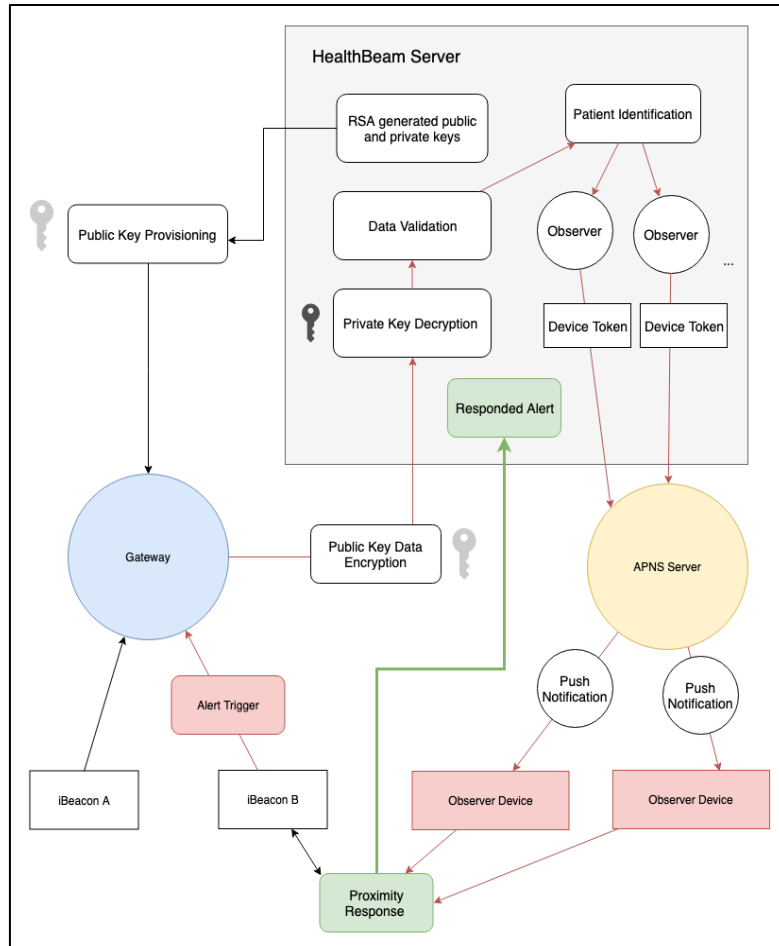 HealthBeam Server
RSA generated public
and private keys
Patient Identification
Public Key Provisioning
Data Validation
Observer
Observer
...
Private Key Decryption
Device Token
Device Token
Responded Alert
Gateway
Public Key Data
Encryption
APNS Server
Alert Trigger
Push
Notification
Push
Notification
iBeacon A
iBeacon B
Observer Device
Observer Device
Proximity
Response